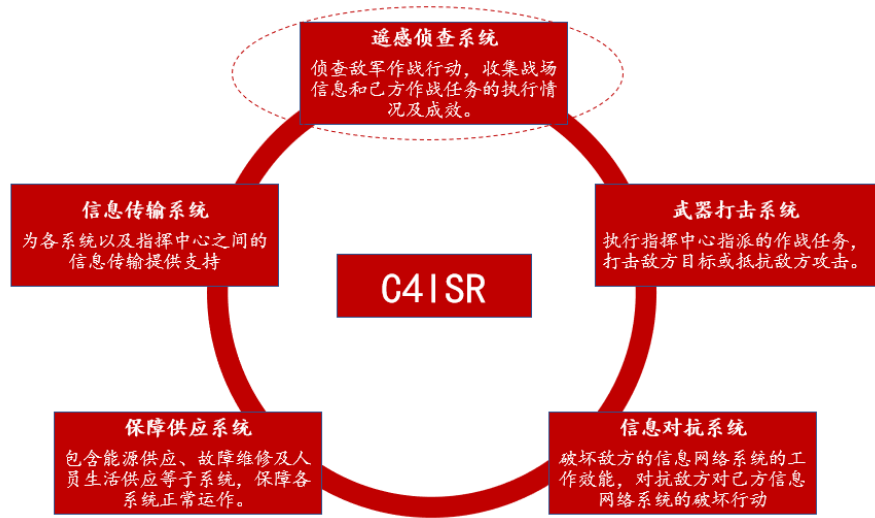 遥感侦查系统
侦查敌军作战行动，收集战场
信息和己方作战任务的执行情
况及成效。
信息传输系统
为各系统以及指挥中心之间的
信息传输提供支持
武器打击系统
执行指挥中心指派的作战任务，
打击敌方目标或抵抗敌方攻击。
C4ISR
保障供应系统
包含能源供应、故障维修及人
员生活供应等子系统，保障各
系统正常运作。
信息对抗系统
破坏敌方的信息网络系统的工
作效能，对抗敌方对己方信息
网络系统的破坏行动